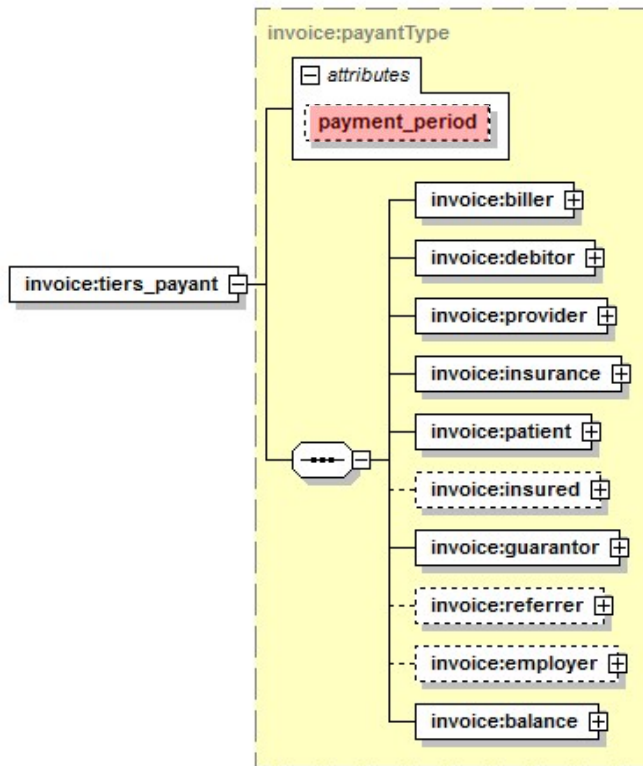 invoice:payantType
attributes
payment_period
invoice:biller
invoice:debitor
invoice:tiers_payant
invoice:provider
invoice:insurance
invoice:patient
invoice:insured
invoice:guarantor
invoice:referrer
invoice:employer
invoice:balance